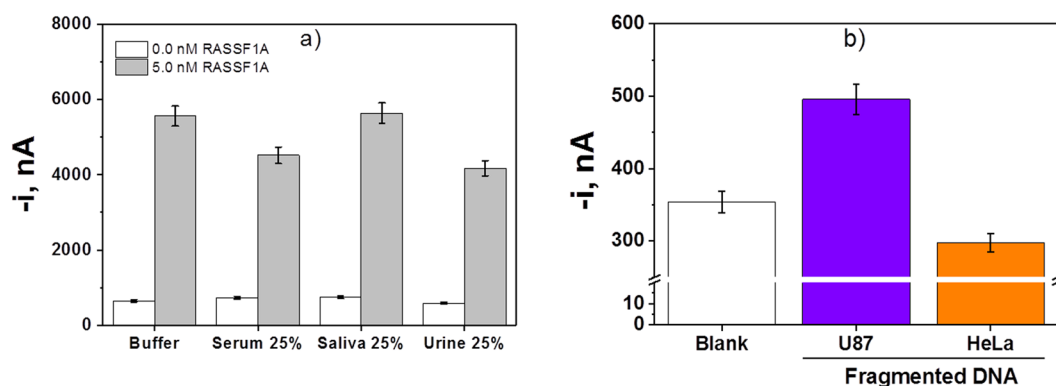 a)
0.0 nM RASSF1A
5.0 nM RASSF1A
-i, nA
8000
6000
4000
2000
0
Buffer Serum 25% Saliva 25% Urine 25%
b)
-i, nA
600
500
400
300
10
0
Blank U87 HeLa
Fragmented DNA